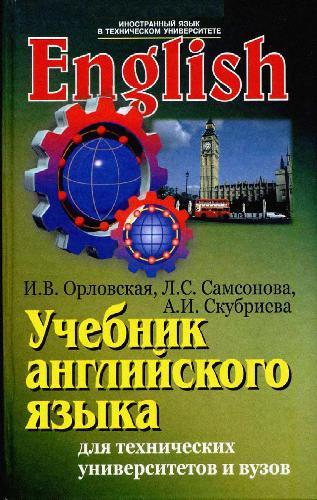 ИНОСТРАННЫЙ ЯЗЫК
В ТЕХНИЧЕСКОМ УНИВЕРСИТЕТЕ
English
И.В. Орловская, Л.С. Самсонова,
А.И. Скубриева
Учебник
английского
языка
для технических
университетов и вузов